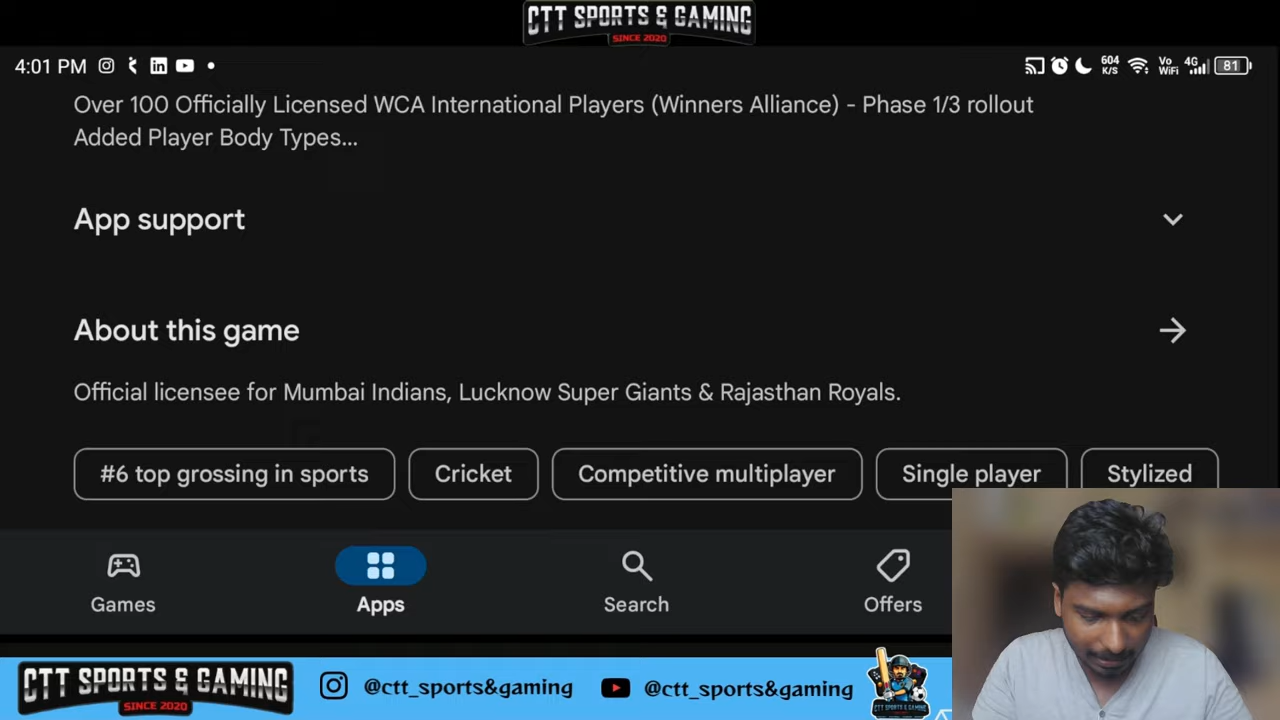 CTT SPORTS & GAMING
SINCE 2020
4:01 PM
604 K/S
Vo WiFi
4G
81
Over 100 Officially Licensed WCA International Players (Winners Alliance) - Phase 1/3 rollout
Added Player Body Types...
App support
About this game
Official licensee for Mumbai Indians, Lucknow Super Giants & Rajasthan Royals.
#6 top grossing in sports
Cricket
Competitive multiplayer
Single player
Stylized
Games
Apps
Search
Offers
CTT SPORTS & GAMING
SINCE 2020
@ctt_sports&gaming
@ctt_sports&gaming
CTT SPORTS & GAMING